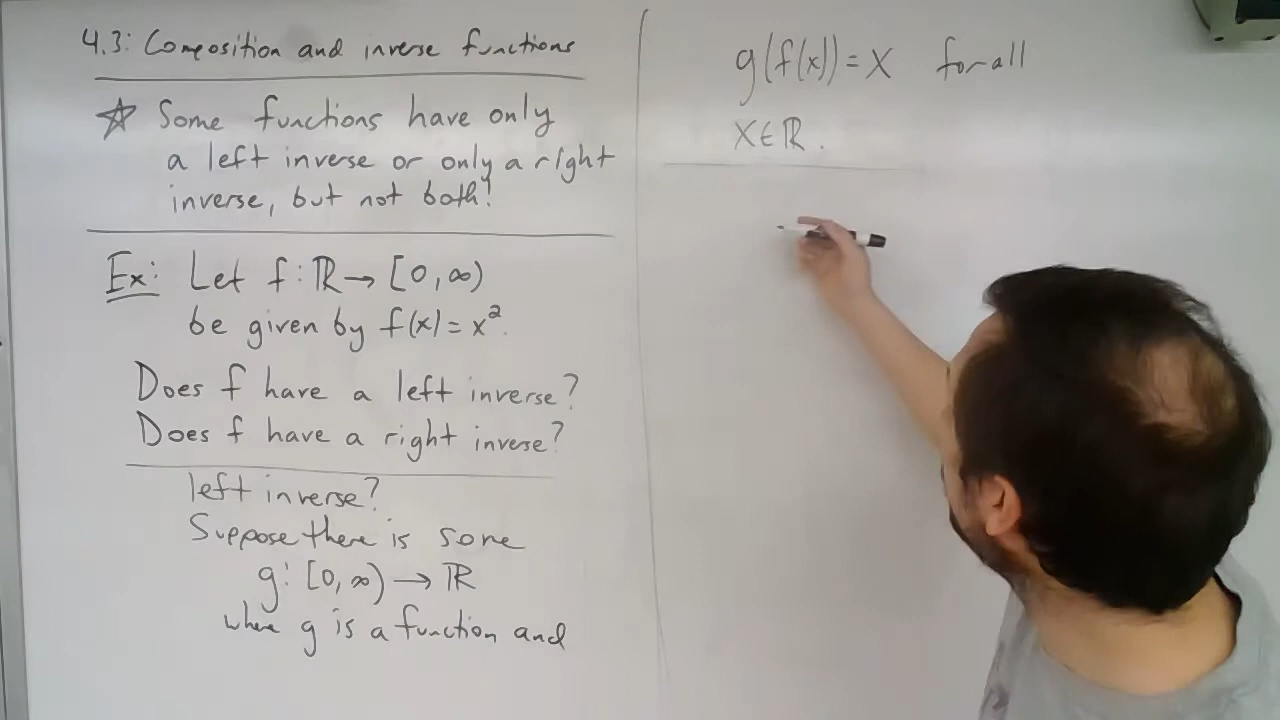 4.3: Composition and inverse functions
☆ Some functions have only
a left inverse or only a right
inverse, but not both!
Ex: Let f: ℝ → [0, ∞)
be given by f(x) = x².
Does f have a left inverse?
Does f have a right inverse?
left inverse?
Suppose there is some
g: [0, ∞) → ℝ
where g is a function and
g(f(x)) = x for all
x ∈ ℝ.